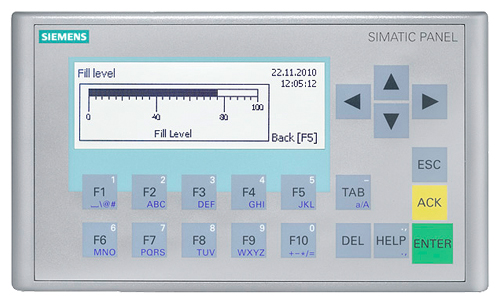 SIEMENS
SIMATIC PANEL
Fill level
22.11.2010
12:05:12
0 40 80 100
Fill Level
Back [F5]
ESC
1 2 3 4 5 –
F1 F2 F3 F4 F5 TAB
_\@# ABC DEF GHI JKL a/A
ACK
6 7 8 9 0
F6 F7 F8 F9 F10 DEL HELP ENTER
MNO PQRS TUV WXYZ +-÷/=